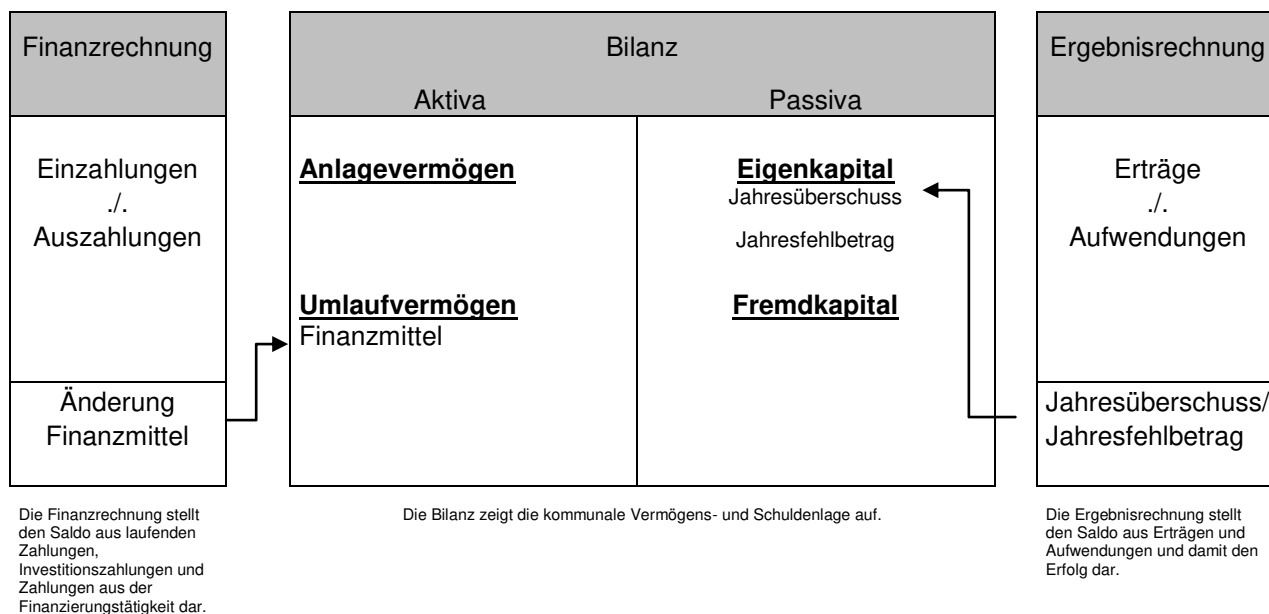 Finanzrechnung
Einzahlungen
./.
Auszahlungen
Änderung
Finanzmittel
Die Finanzrechnung stellt
den Saldo aus laufenden
Zahlungen,
Investitionszahlungen und
Zahlungen aus der
Finanzierungstätigkeit dar.
Bilanz
Aktiva
Passiva
Anlagevermögen
Umlaufvermögen
Finanzmittel
Eigenkapital
Jahresüberschuss
Jahresfehlbetrag
Fremdkapital
Die Bilanz zeigt die kommunale Vermögens- und Schuldenlage auf.
Ergebnisrechnung
Erträge
./.
Aufwendungen
Jahresüberschuss/
Jahresfehlbetrag
Die Ergebnisrechnung stellt
den Saldo aus Erträgen und
Aufwendungen und damit den
Erfolg dar.